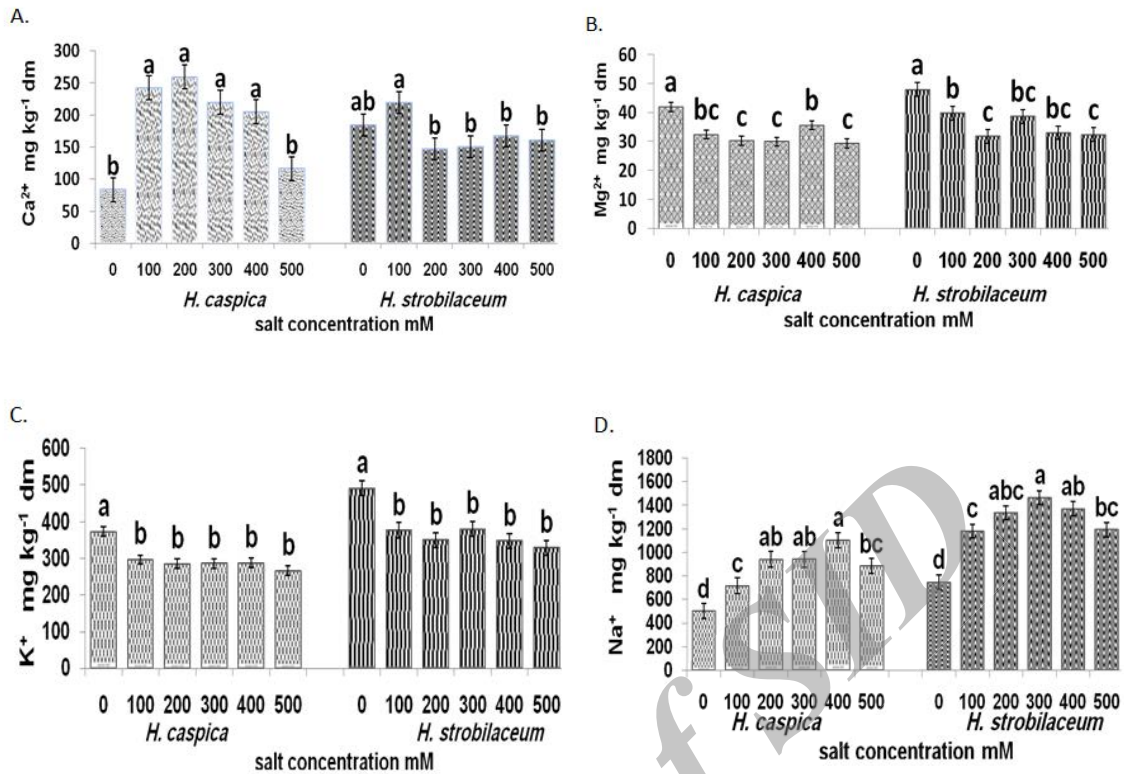 A.
Ca²⁺ mg kg⁻¹ dm
300
250
200
150
100
50
0
b a a a a b ab a b b b b
0 100 200 300 400 500 0 100 200 300 400 500
H. caspica H. strobilaceum
salt concentration mM
B.
Mg²⁺ mg kg⁻¹ dm
60
50
40
30
20
10
0
a bc c c b c a b c bc bc c
0 100 200 300 400 500 0 100 200 300 400 500
H. caspica H. strobilaceum
salt concentration mM
C.
K⁺ mg kg⁻¹ dm
600
500
400
300
200
100
0
a b b b b b a b b b b b
0 100 200 300 400 500 0 100 200 300 400 500
H. caspica H. strobilaceum
salt concentration mM
D.
Na⁺ mg kg⁻¹ dm
1800
1600
1400
1200
1000
800
600
400
200
0
d c ab ab a bc d c abc a ab bc
0 100 200 300 400 500 0 100 200 300 400 500
H. caspica H. strobilaceum
salt concentration mM
f SID